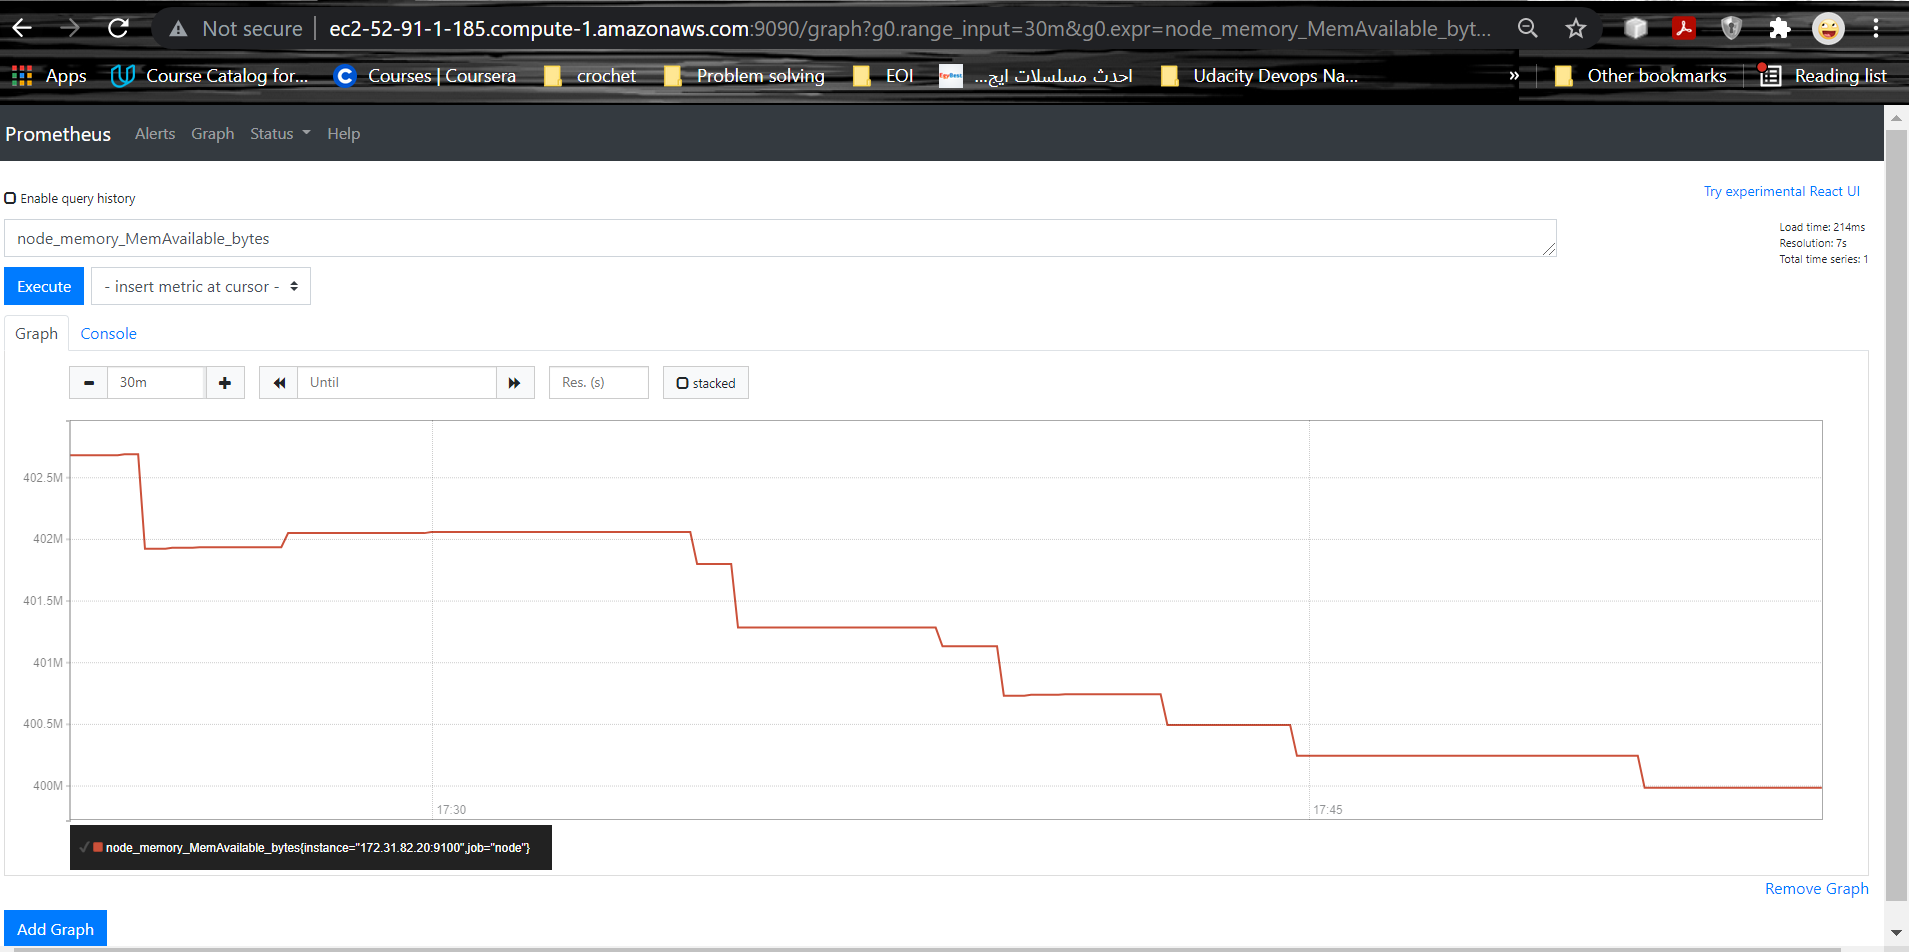 Not secure ec2-52-91-1-185.compute-1.amazonaws.com:9090/graph?g0.range_input=30m&g0.expr=node_memory_MemAvailable_byt...
Apps Course Catalog for... Courses | Coursera crochet Problem solving EOI EgyBest احدث مسلسلات ايج... Udacity Devops Na... » Other bookmarks Reading list
Prometheus Alerts Graph Status Help
Enable query history
Try experimental React UI
node_memory_MemAvailable_bytes
Load time: 214ms
Resolution: 7s
Total time series: 1
Execute - insert metric at cursor -
Graph Console
30m Until Res. (s) stacked
402.5M
402M
401.5M
401M
400.5M
400M
17:30 17:45
node_memory_MemAvailable_bytes{instance="172.31.82.20:9100",job="node"}
Remove Graph
Add Graph